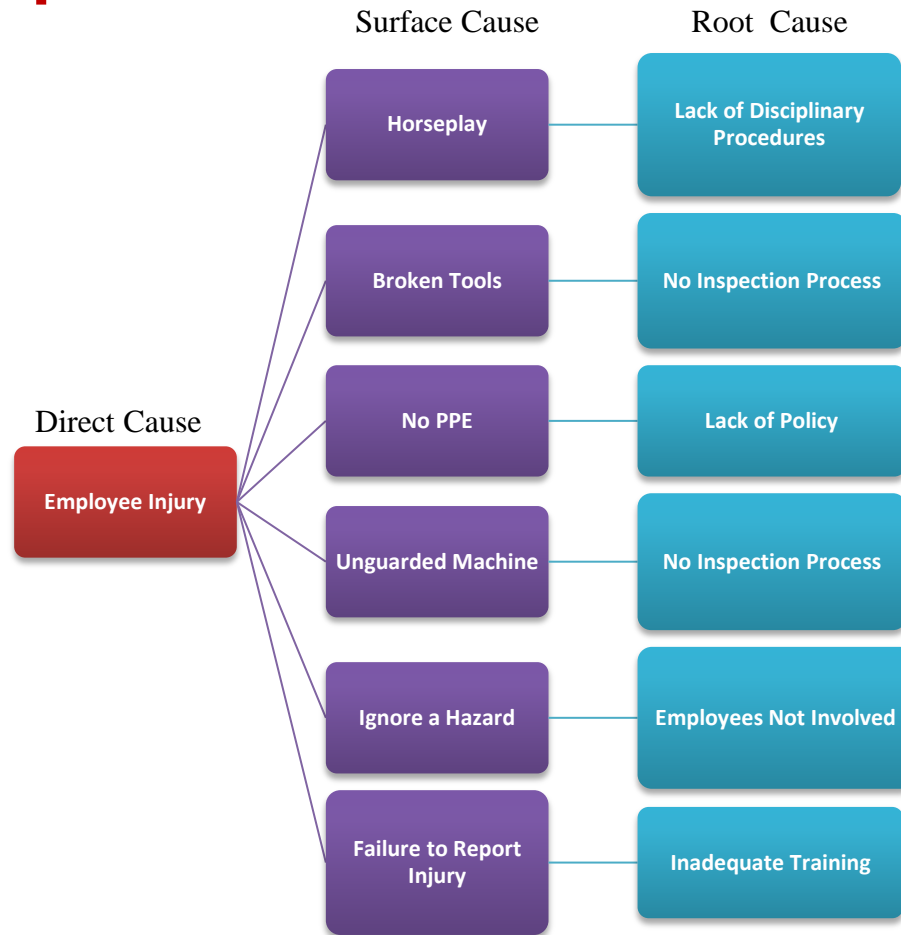 Surface Cause
Root Cause
Horseplay
Lack of Disciplinary
Procedures
Broken Tools
No Inspection Process
Direct Cause
No PPE
Lack of Policy
Employee Injury
Unguarded Machine
No Inspection Process
Ignore a Hazard
Employees Not Involved
Failure to Report
Injury
Inadequate Training